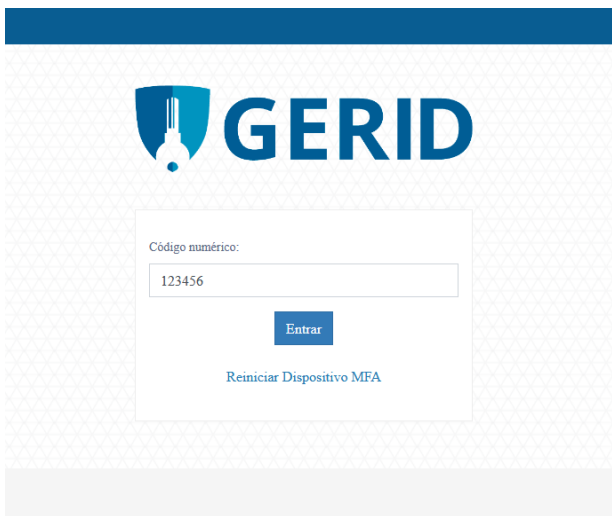 GERID
Código numérico:
123456
Entrar
Reiniciar Dispositivo MFA